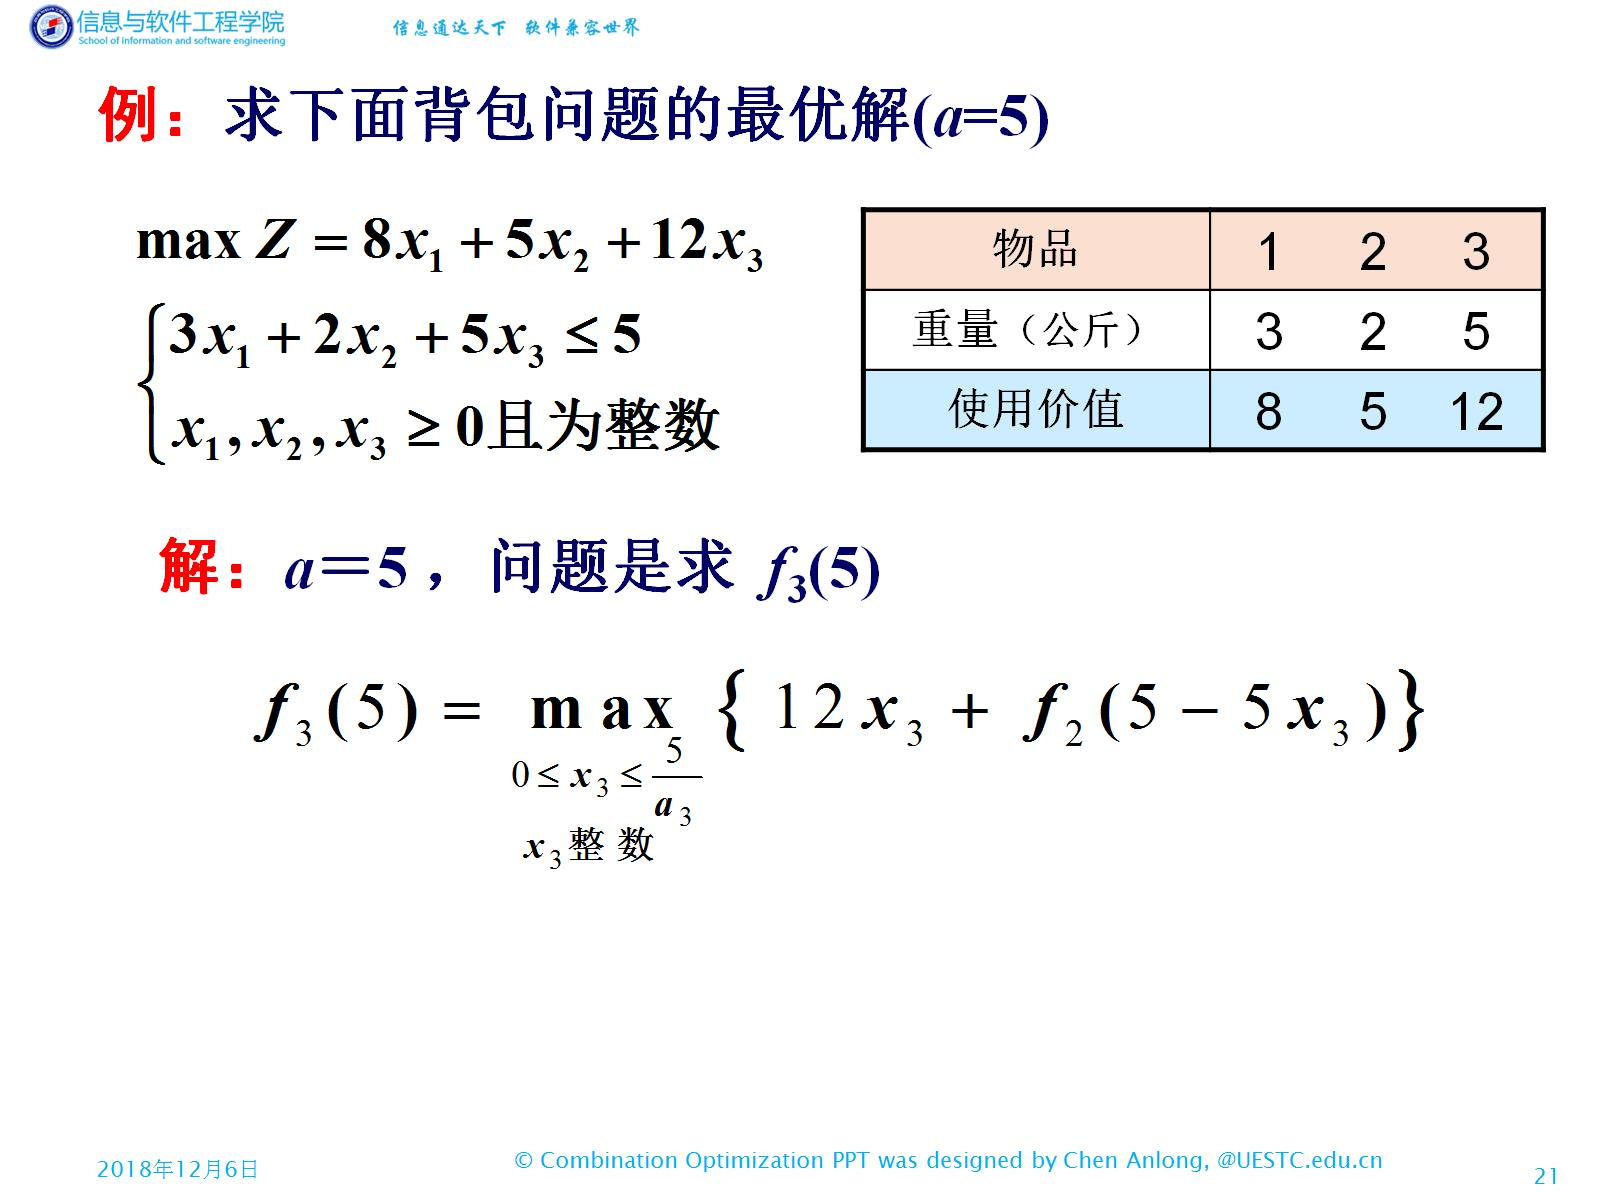 信息与软件工程学院
School of information and software engineering
信息通达天下 软件兼容世界
例：求下面背包问题的最优解(a=5)
max Z = 8x₁ + 5x₂ + 12x₃
3x₁ + 2x₂ + 5x₃ ≤ 5
x₁, x₂, x₃ ≥ 0且为整数
物品 1 2 3
重量（公斤） 3 2 5
使用价值 8 5 12
解：a＝5，问题是求 f₃(5)
f₃(5) = max { 12x₃ + f₂(5 − 5x₃) }
0 ≤ x₃ ≤ 5/a₃
x₃整数
2018年12月6日
© Combination Optimization PPT was designed by Chen Anlong, @UESTC.edu.cn
21